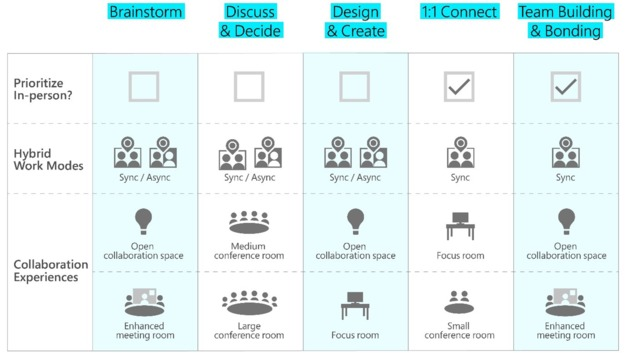 Brainstorm
Discuss
& Decide
Design
& Create
1:1 Connect
Team Building
& Bonding
Prioritize
In-person?
Hybrid
Work Modes
Sync / Async
Sync / Async
Sync / Async
Sync
Sync
Collaboration
Experiences
Open
collaboration space
Medium
conference room
Open
collaboration space
Focus room
Open
collaboration space
Enhanced
meeting room
Large
conference room
Focus room
Small
conference room
Enhanced
meeting room